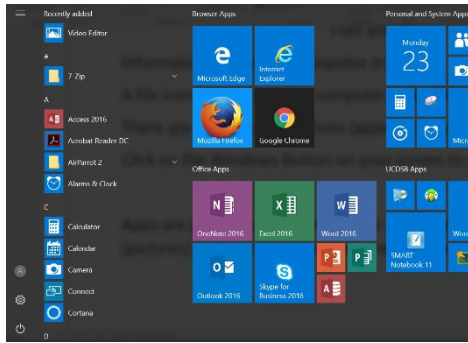 Recently added
Video Editor
#
7-Zip
A
Access 2016
Acrobat Reader DC
AirParrot 2
Alarms & Clock
C
Calculator
Calendar
Camera
Connect
Cortana
D
Browser Apps
Microsoft Edge
Internet Explorer
Mozilla Firefox
Google Chrome
Office Apps
OneNote 2016
Excel 2016
Word 2016
Outlook 2016
Skype for
Business 2016
Personal and System Apps
Monday
23
Micr
UCDSB Apps
SMART
Notebook 11
Wor